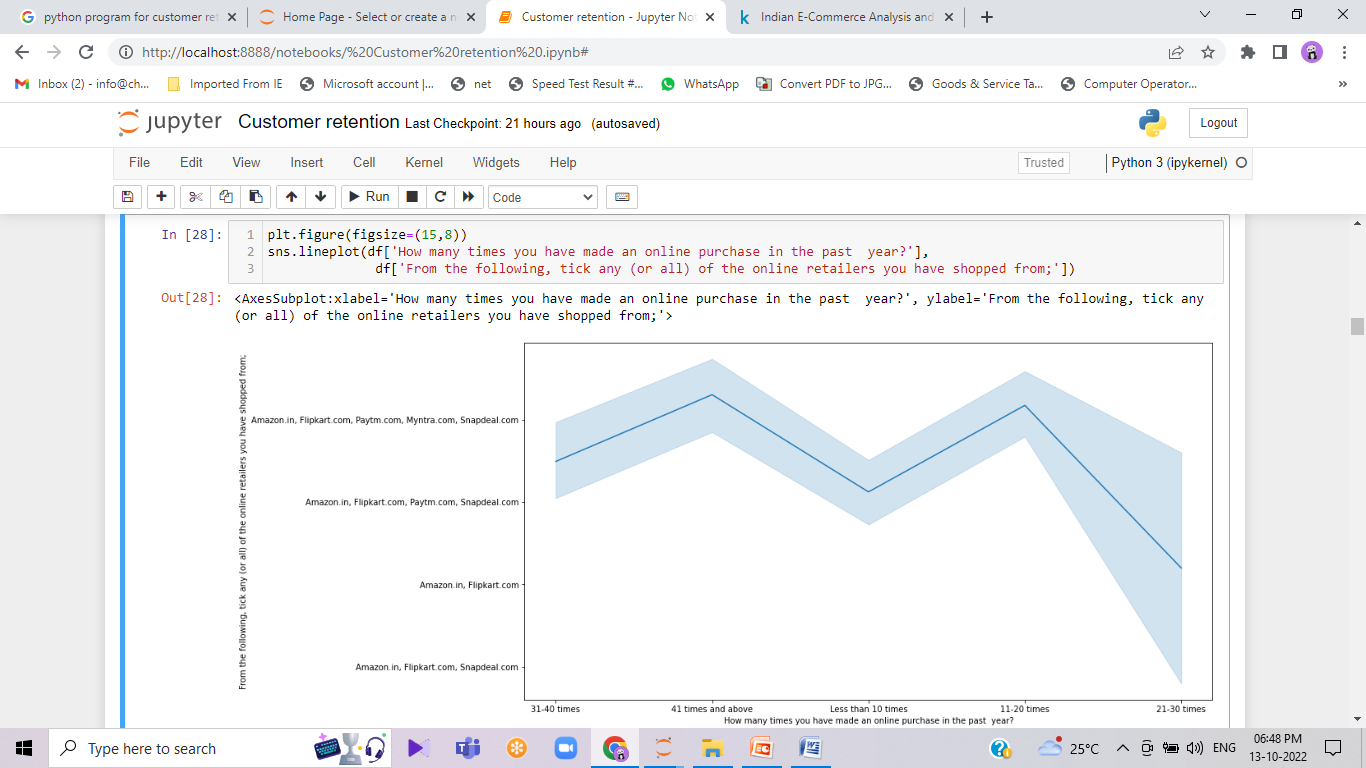 python program for customer ret
Home Page - Select or create a n
Customer retention - Jupyter No
Indian E-Commerce Analysis and
http://localhost:8888/notebooks/%20Customer%20retention%20.ipynb#
Inbox (2) - info@ch...
Imported From IE
Microsoft account |...
net
Speed Test Result #...
WhatsApp
Convert PDF to JPG...
Goods & Service Ta...
Computer Operator...
»
jupyter Customer retention Last Checkpoint: 21 hours ago (autosaved)
Logout
File Edit View Insert Cell Kernel Widgets Help
Trusted
Python 3 (ipykernel)
Run
Code
In [28]:
1 plt.figure(figsize=(15,8))
2 sns.lineplot(df['How many times you have made an online purchase in the past  year?'],
3 df['From the following, tick any (or all) of the online retailers you have shopped from;'])
Out[28]: <AxesSubplot:xlabel='How many times you have made an online purchase in the past  year?', ylabel='From the following, tick any
(or all) of the online retailers you have shopped from;'>
From the following, tick any (or all) of the online retailers you have shopped from;
Amazon.in, Flipkart.com, Paytm.com, Myntra.com, Snapdeal.com
Amazon.in, Flipkart.com, Paytm.com, Snapdeal.com
Amazon.in, Flipkart.com
Amazon.in, Flipkart.com, Snapdeal.com
31-40 times
41 times and above
Less than 10 times
11-20 times
21-30 times
How many times you have made an online purchase in the past  year?
Type here to search
25°C
ENG
06:48 PM
13-10-2022